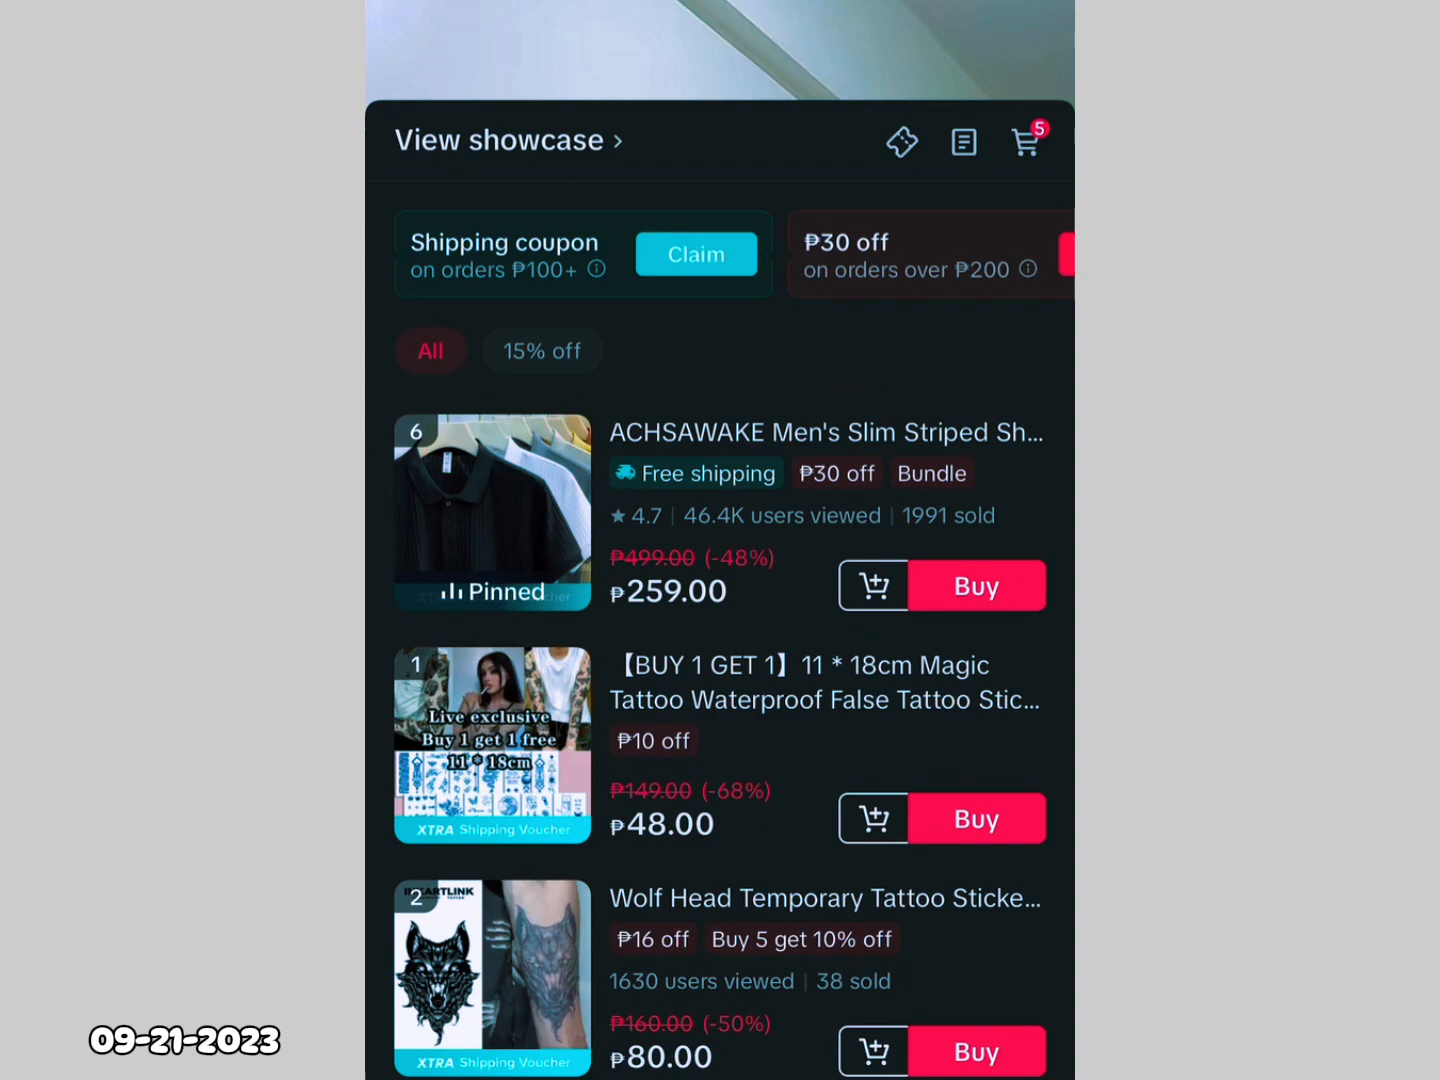 View showcase >
5
Shipping coupon
on orders ₱100+
Claim
₱30 off
on orders over ₱200
All
15% off
6
Pinned
ACHSAWAKE Men's Slim Striped Sh...
Free shipping
₱30 off
Bundle
4.7 | 46.4K users viewed | 1991 sold
₱499.00 (-48%)
₱259.00
Buy
1
Live exclusive
Buy 1 get 1 free
11 * 18cm
XTRA Shipping Voucher
【BUY 1 GET 1】11 * 18cm Magic
Tattoo Waterproof False Tattoo Stic...
₱10 off
₱149.00 (-68%)
₱48.00
Buy
2
XTRA Shipping Voucher
Wolf Head Temporary Tattoo Sticke...
₱16 off
Buy 5 get 10% off
1630 users viewed | 38 sold
₱160.00 (-50%)
₱80.00
Buy
09-21-2023